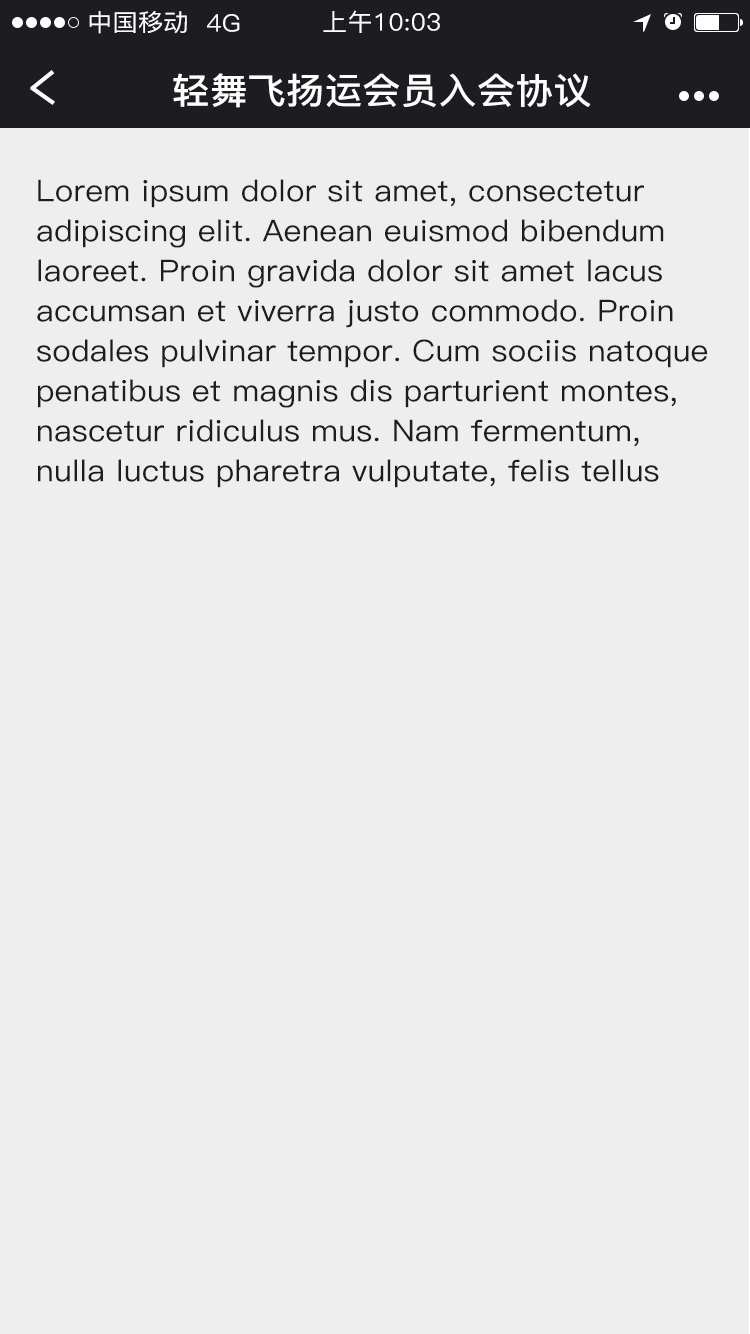 中国移动 4G 上午10:03
轻舞飞扬运会员入会协议
Lorem ipsum dolor sit amet, consectetur
adipiscing elit. Aenean euismod bibendum
laoreet. Proin gravida dolor sit amet lacus
accumsan et viverra justo commodo. Proin
sodales pulvinar tempor. Cum sociis natoque
penatibus et magnis dis parturient montes,
nascetur ridiculus mus. Nam fermentum,
nulla luctus pharetra vulputate, felis tellus